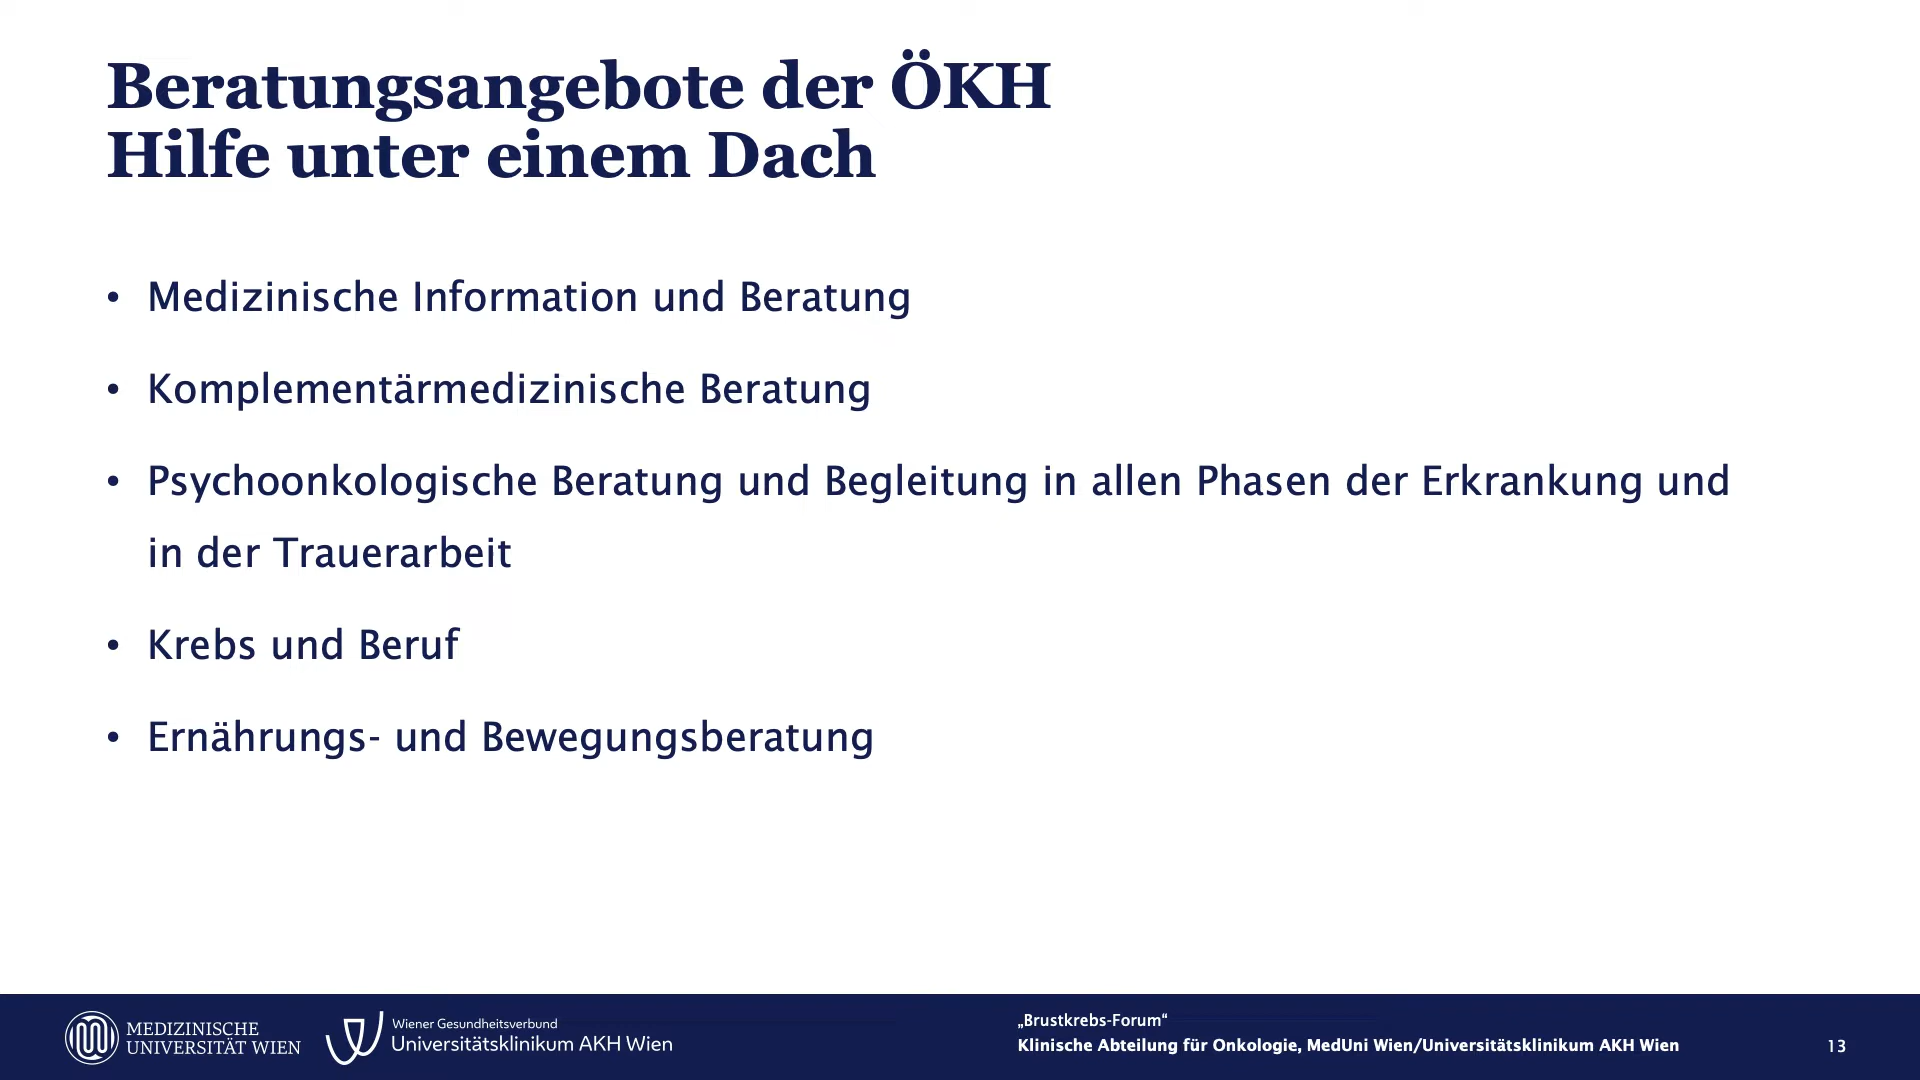 Beratungsangebote der ÖKH
Hilfe unter einem Dach
• Medizinische Information und Beratung
• Komplementärmedizinische Beratung
• Psychoonkologische Beratung und Begleitung in allen Phasen der Erkrankung und
in der Trauerarbeit
• Krebs und Beruf
• Ernährungs- und Bewegungsberatung
MEDIZINISCHE
UNIVERSITÄT WIEN
Wiener Gesundheitsverbund
Universitätsklinikum AKH Wien
„Brustkrebs-Forum“
Klinische Abteilung für Onkologie, MedUni Wien/Universitätsklinikum AKH Wien
13